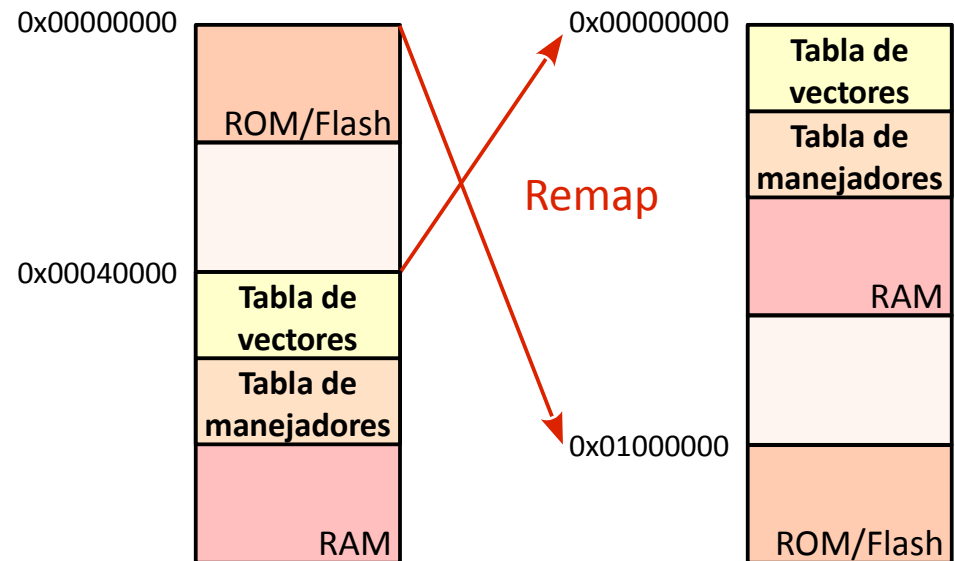 0x00000000
ROM/Flash
0x00040000
Tabla de
vectores
Tabla de
manejadores
RAM
Remap
0x00000000
Tabla de
vectores
Tabla de
manejadores
RAM
0x01000000
ROM/Flash